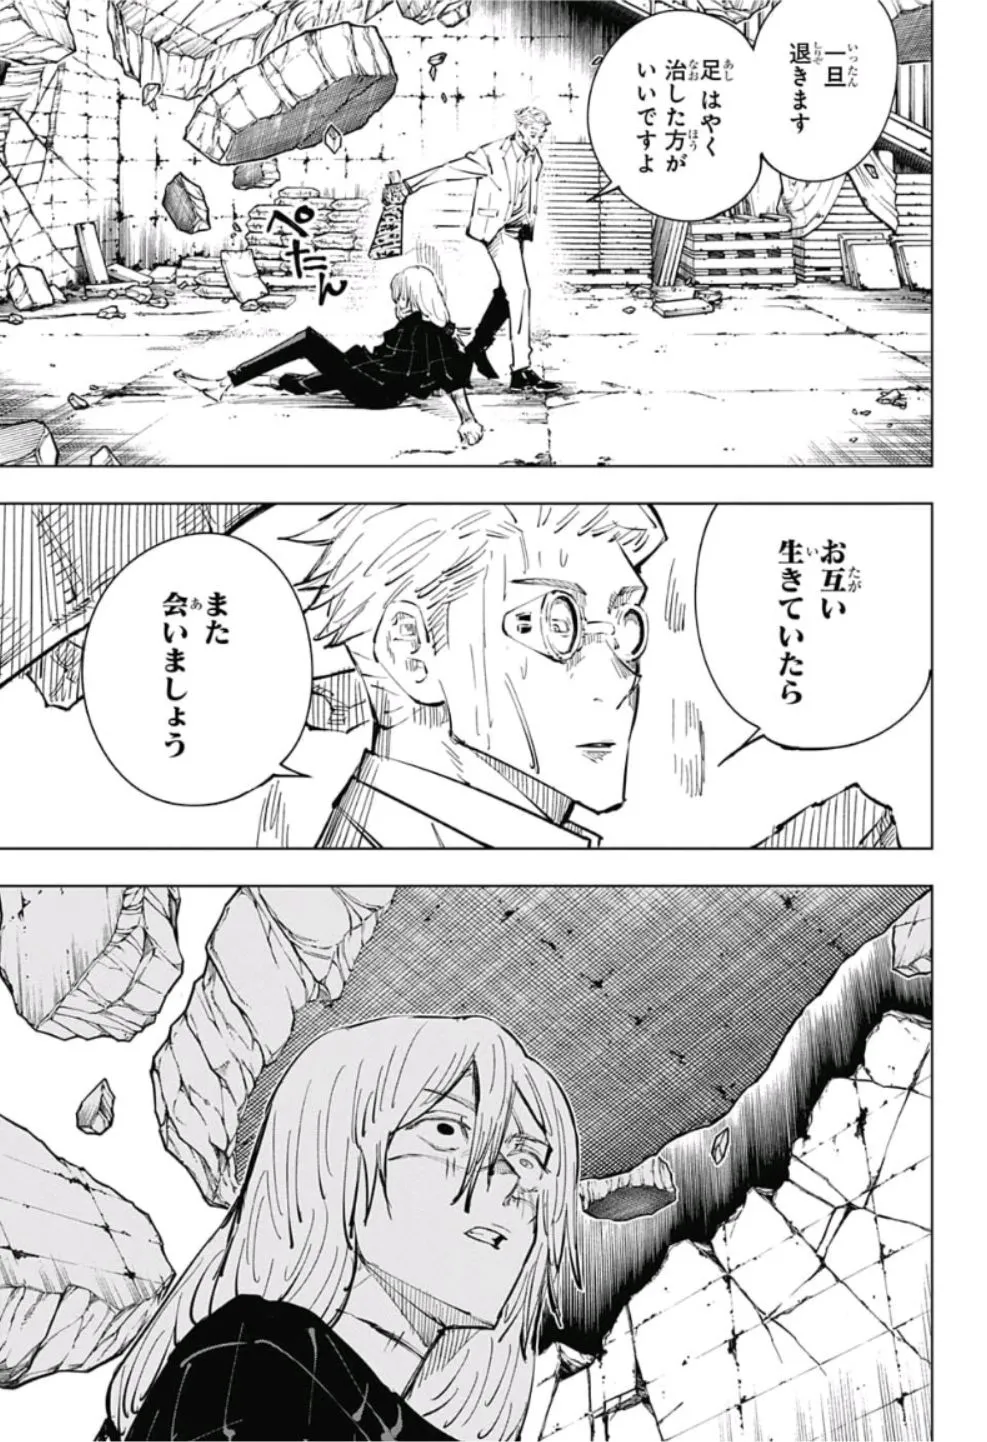 一旦
退きます
足 はやく
治した方が
いいですよ
ぺたん
お互い
生きていたら
また
会いましょう